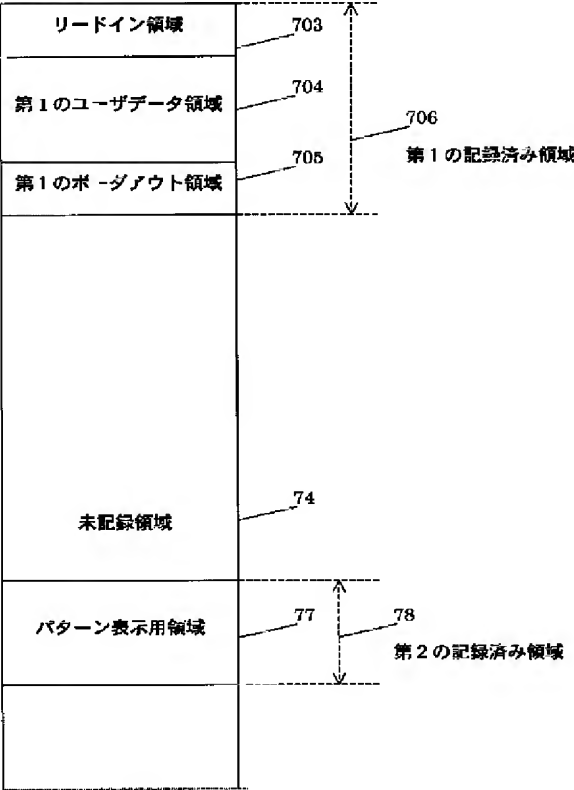 リードイン領域
703
第1のユーザデータ領域
704
706
第1の記録済み領域
705
第1のボーダアウト領域
74
未記録領域
パターン表示用領域
77
78
第2の記録済み領域